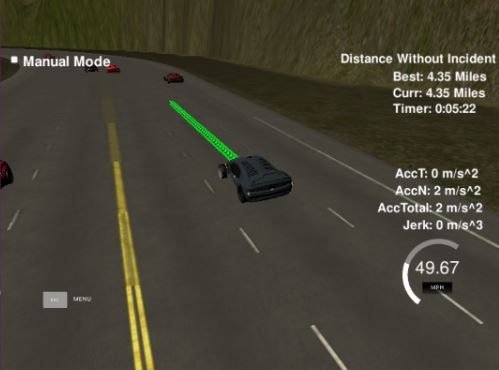 Manual Mode
Distance Without Incident
Best: 4.35 Miles
Curr: 4.35 Miles
Timer: 0:05:22
AccT: 0 m/s^2
AccN: 2 m/s^2
AccTotal: 2 m/s^2
Jerk: 0 m/s^3
49.67
MPH
MENU